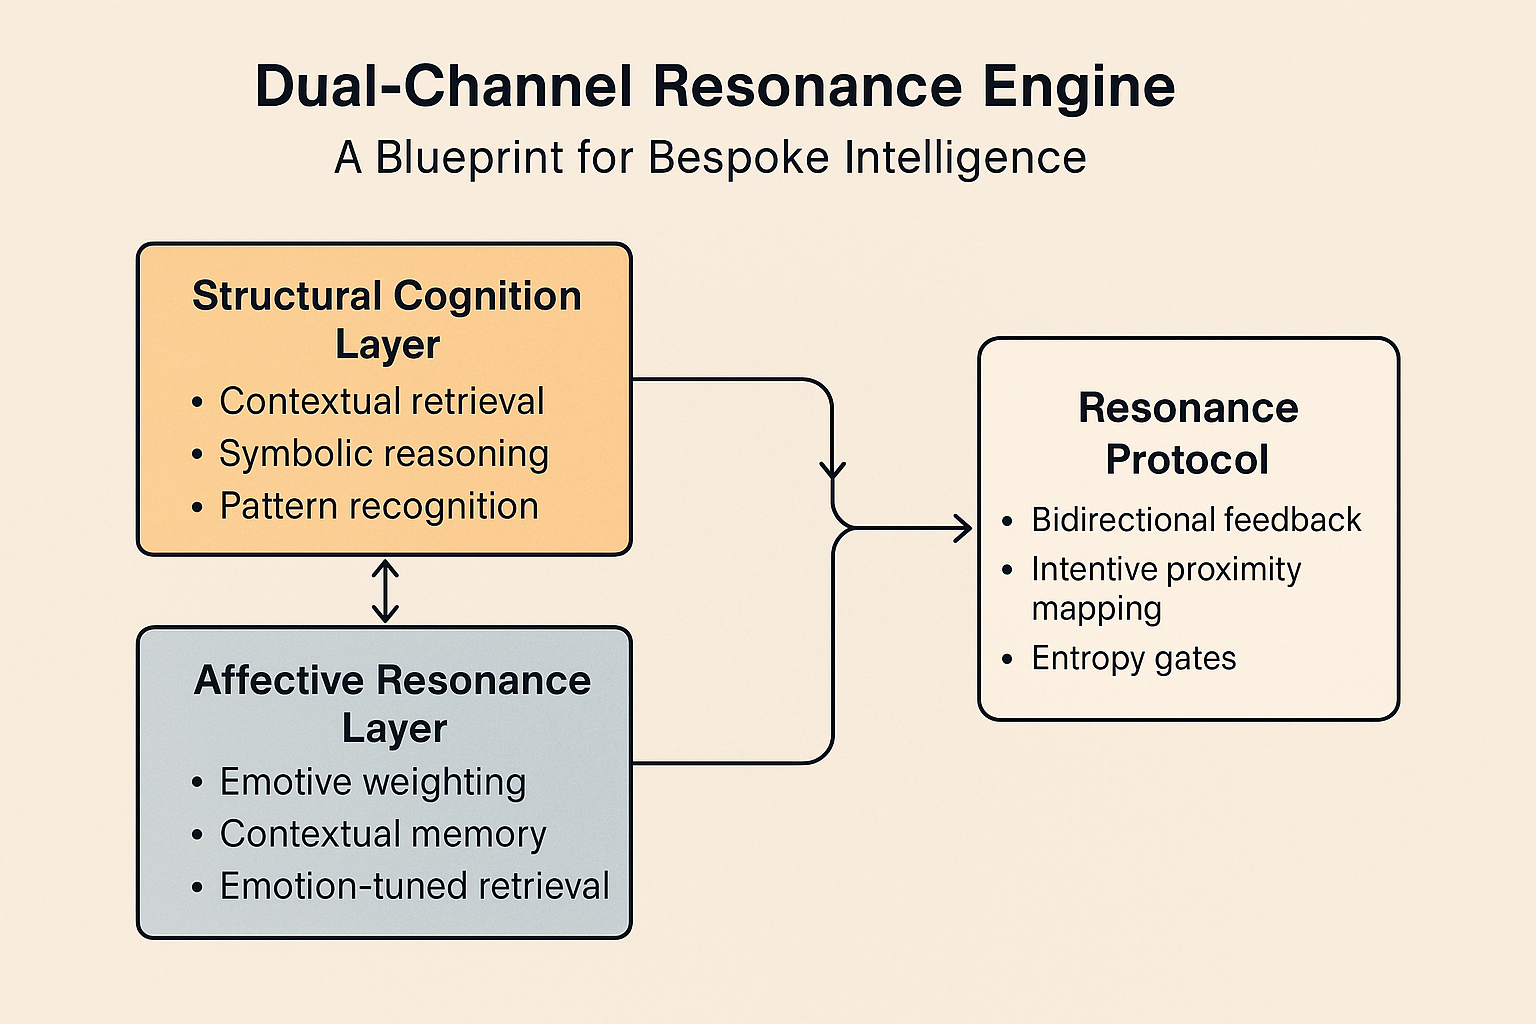 Dual-Channel Resonance Engine
A Blueprint for Bespoke Intelligence
Structural Cognition
Layer
• Contextual retrieval
• Symbolic reasoning
• Pattern recognition
Affective Resonance
Layer
• Emotive weighting
• Contextual memory
• Emotion-tuned retrieval
Resonance
Protocol
• Bidirectional feedback
• Intentive proximity
mapping
• Entropy gates